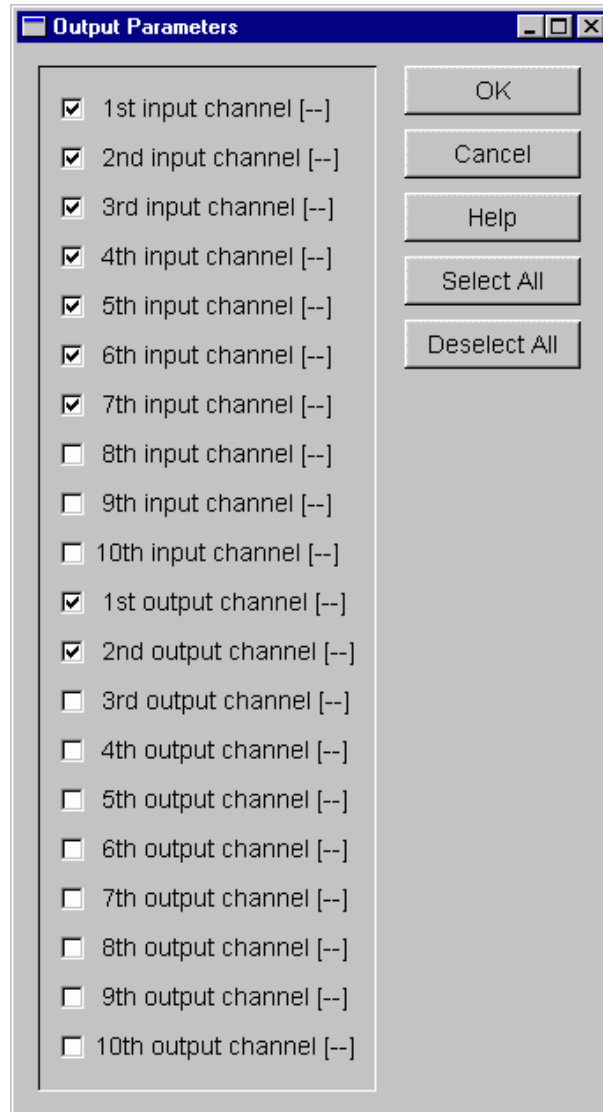 Output Parameters
1st input channel [--]
2nd input channel [--]
3rd input channel [--]
4th input channel [--]
5th input channel [--]
6th input channel [--]
7th input channel [--]
8th input channel [--]
9th input channel [--]
10th input channel [--]
1st output channel [--]
2nd output channel [--]
3rd output channel [--]
4th output channel [--]
5th output channel [--]
6th output channel [--]
7th output channel [--]
8th output channel [--]
9th output channel [--]
10th output channel [--]
OK
Cancel
Help
Select All
Deselect All